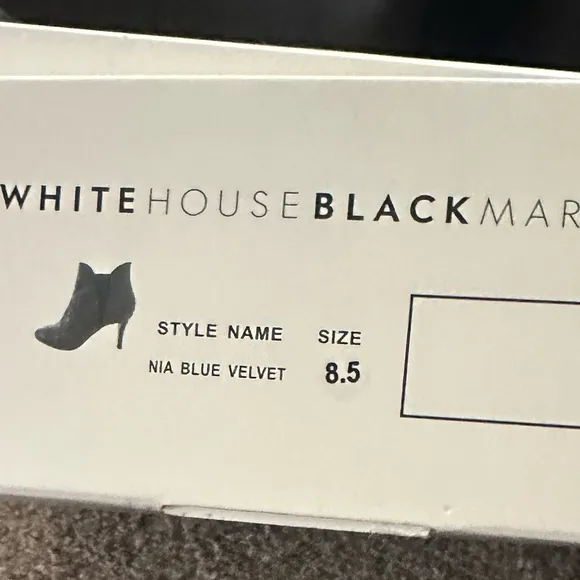 WHITEHOUSEBLACKMAR
STYLE NAME SIZE
NIA BLUE VELVET 8.5